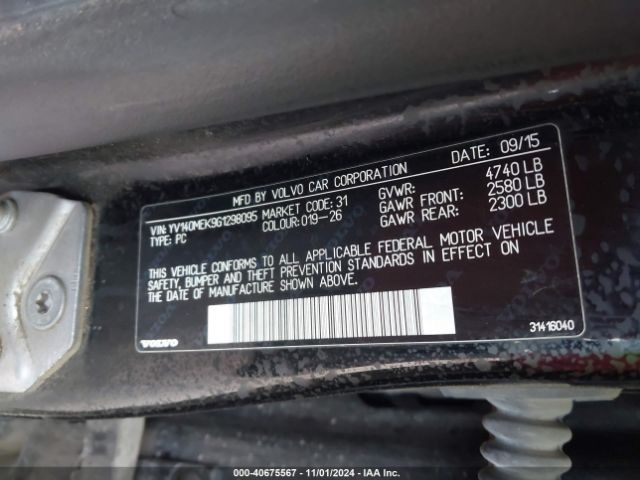 MFD BY VOLVO CAR CORPORATION DATE: 09/15
VIN: YV140MEK9G1298095 MARKET CODE: 31 GVWR: 4740 LB
TYPE: PC COLOUR: 019-26 GAWR FRONT: 2580 LB
GAWR REAR: 2300 LB
THIS VEHICLE CONFORMS TO ALL APPLICABLE FEDERAL MOTOR VEHICLE
SAFETY, BUMPER AND THEFT PREVENTION STANDARDS IN EFFECT ON
THE DATE OF MANUFACTURE SHOWN ABOVE.
VOLVO 31416040
000-40675567 - 11/01/2024 - IAA Inc.